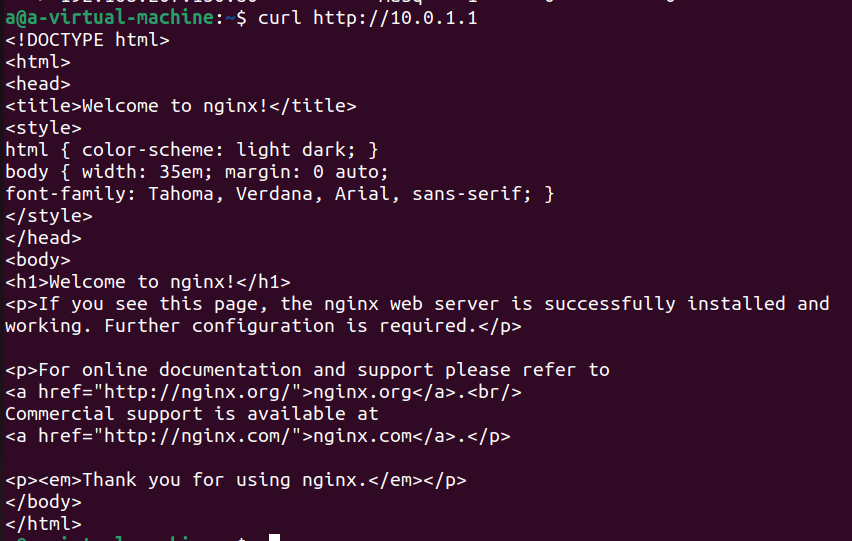 a@a-virtual-machine:~$ curl http://10.0.1.1
<!DOCTYPE html>
<html>
<head>
<title>Welcome to nginx!</title>
<style>
html { color-scheme: light dark; }
body { width: 35em; margin: 0 auto;
font-family: Tahoma, Verdana, Arial, sans-serif; }
</style>
</head>
<body>
<h1>Welcome to nginx!</h1>
<p>If you see this page, the nginx web server is successfully installed and
working. Further configuration is required.</p>

<p>For online documentation and support please refer to
<a href="http://nginx.org/">nginx.org</a>.<br/>
Commercial support is available at
<a href="http://nginx.com/">nginx.com</a>.</p>

<p><em>Thank you for using nginx.</em></p>
</body>
</html>